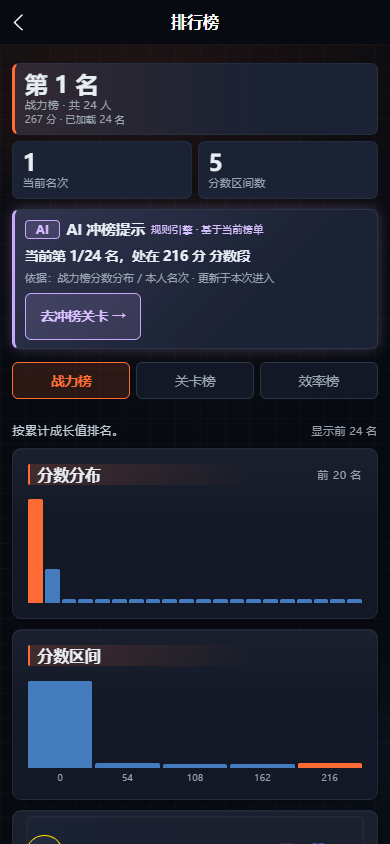 排行榜
第 1 名
战力榜 · 共 24 人
267 分 · 已加载 24 名
1
当前名次
5
分数区间数
AI AI 冲榜提示 规则引擎 · 基于当前榜单
当前第 1/24 名，处在 216 分 分数段
依据：战力榜分数分布 / 本人名次 · 更新于本次进入
去冲榜关卡 →
战力榜 关卡榜 效率榜
按累计成长值排名。 显示前 24 名
分数分布 前 20 名
分数区间
0 54 108 162 216